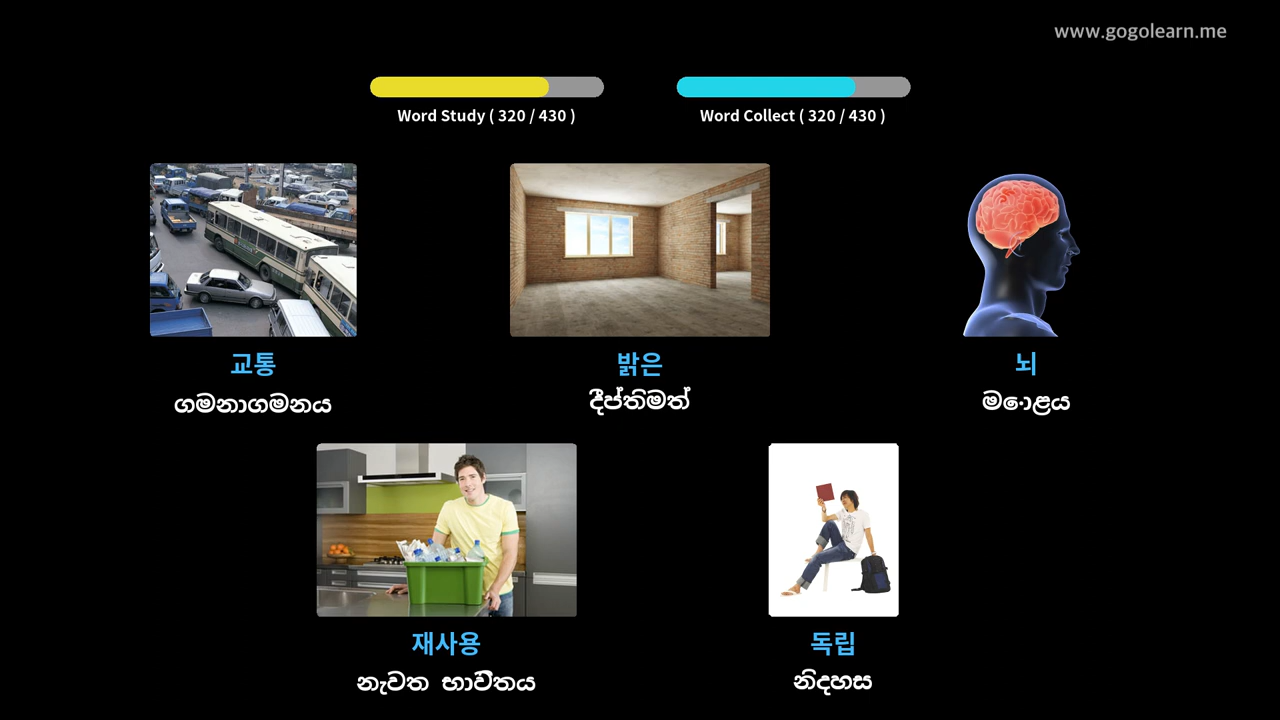 www.gogolearn.me
Word Study ( 320 / 430 )
Word Collect ( 320 / 430 )
교통
ගමනාගමනය
밝은
දීප්තිමත්
뇌
මොළය
재사용
නැවත භාවිතය
독립
නිදහස